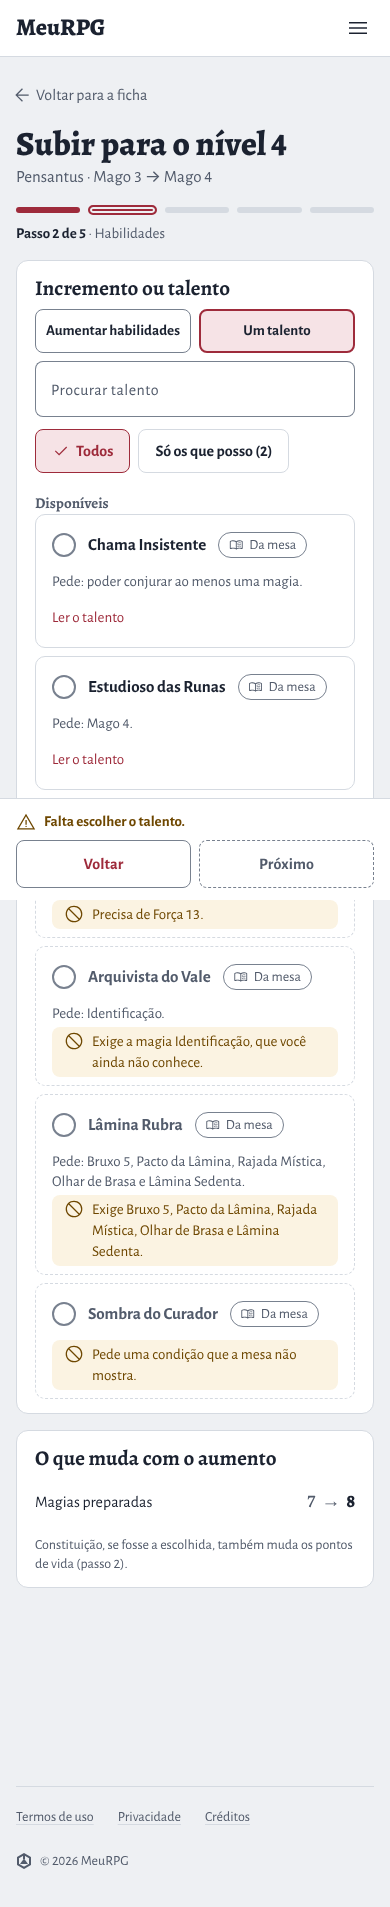 MeuRPG
Voltar para a ficha
Subir para o nível 4
Pensantus · Mago 3 → Mago 4
Passo 2 de 5 · Habilidades
Incremento ou talento
Aumentar habilidades
Um talento
Procurar talento
Todos
Só os que posso (2)
Disponíveis
Chama Insistente
Da mesa
Pede: poder conjurar ao menos uma magia.
Ler o talento
Estudioso das Runas
Da mesa
Pede: Mago 4.
Ler o talento
Falta escolher o talento.
Voltar
Próximo
Precisa de Força 13.
Arquivista do Vale
Da mesa
Pede: Identificação.
Exige a magia Identificação, que você
ainda não conhece.
Lâmina Rubra
Da mesa
Pede: Bruxo 5, Pacto da Lâmina, Rajada Mística,
Olhar de Brasa e Lâmina Sedenta.
Exige Bruxo 5, Pacto da Lâmina, Rajada
Mística, Olhar de Brasa e Lâmina
Sedenta.
Sombra do Curador
Da mesa
Pede uma condição que a mesa não
mostra.
O que muda com o aumento
Magias preparadas
7 → 8
Constituição, se fosse a escolhida, também muda os pontos
de vida (passo 2).
Termos de uso
Privacidade
Créditos
© 2026 MeuRPG